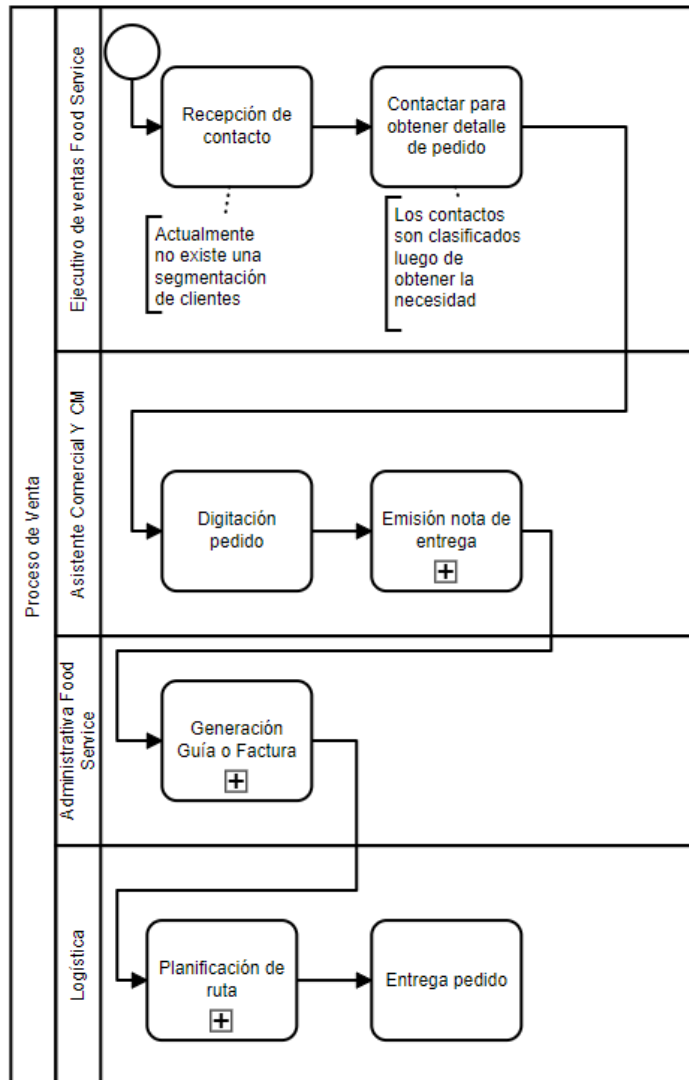 Proceso de Venta
Ejecutivo de ventas Food Service
Recepción de
contacto
Contactar para
obtener detalle
de pedido
Actualmente
no existe una
segmentación
de clientes
Los contactos
son clasificados
luego de
obtener la
necesidad
Asistente Comercial Y CM
Digitación
pedido
Emisión nota de
entrega
Administrativa Food
Service
Generación
Guía o Factura
Logística
Planificación de
ruta
Entrega pedido